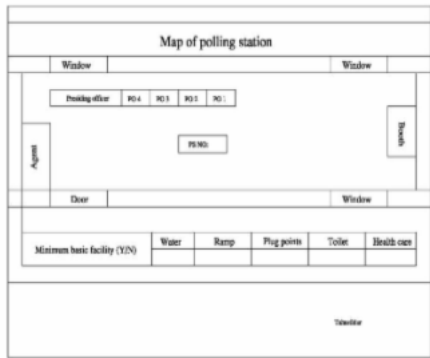 Map of polling station
Window Window
Presiding officer PO 4 PO 3 PO 2 PO 1
PS NO:
Agent
Booth
Door Window
Minimum basic facility (Y/N) Water Ramp Plug points Toilet Health care